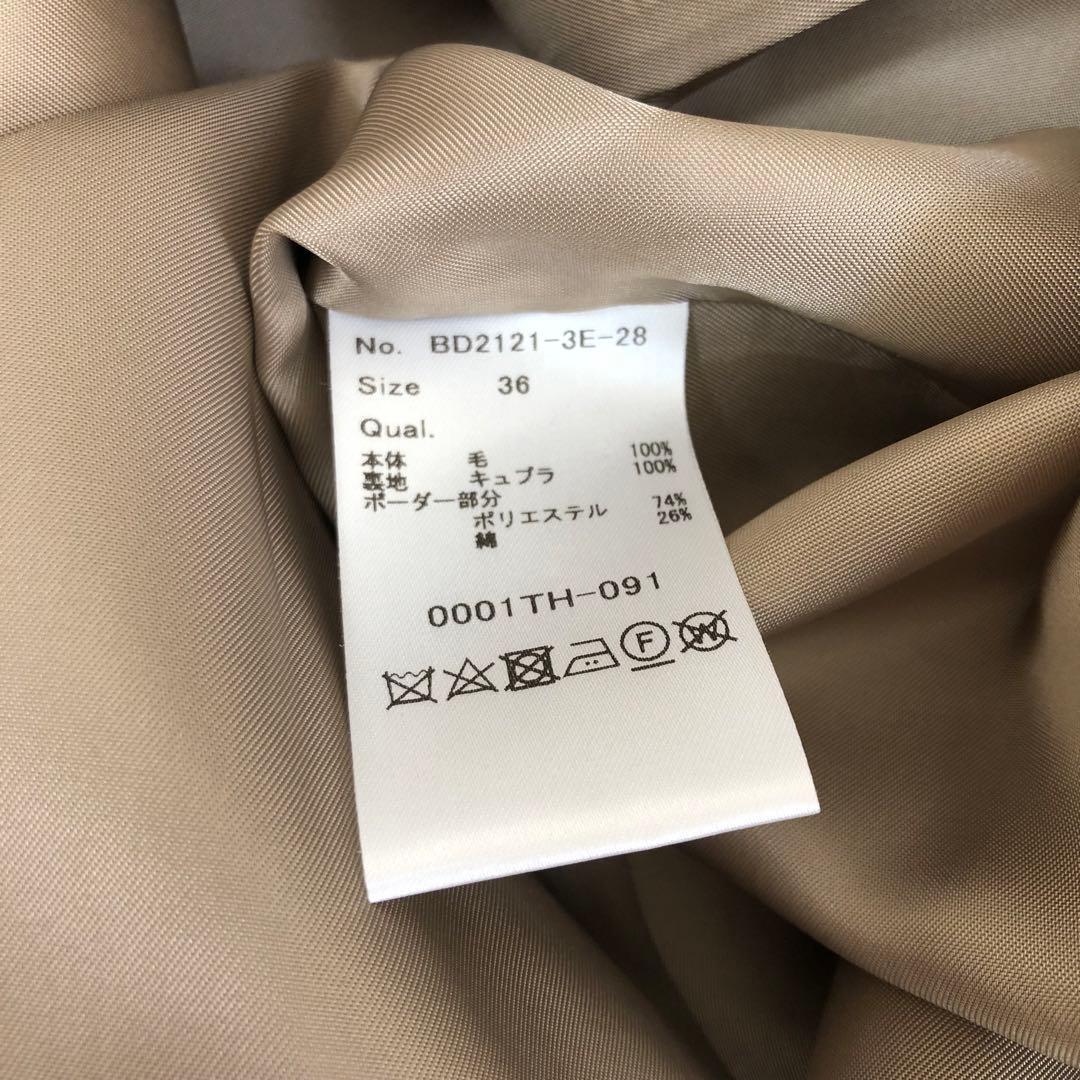 No. BD2121-3E-28
Size 36
Qual.
本体 毛 100%
裏地 キュプラ 100%
ボーダー部分
ポリエステル 74%
綿 26%
0001TH-091
F W